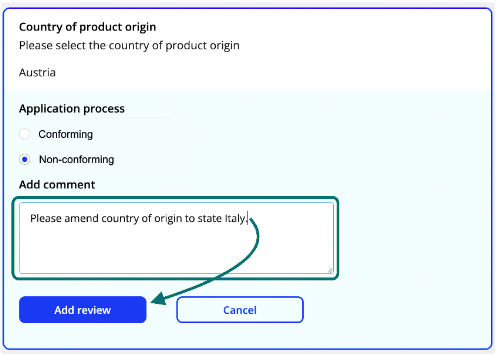 Country of product origin
Please select the country of product origin
Austria
Application process
Conforming
Non-conforming
Add comment
Please amend country of origin to state Italy.
Add review
Cancel